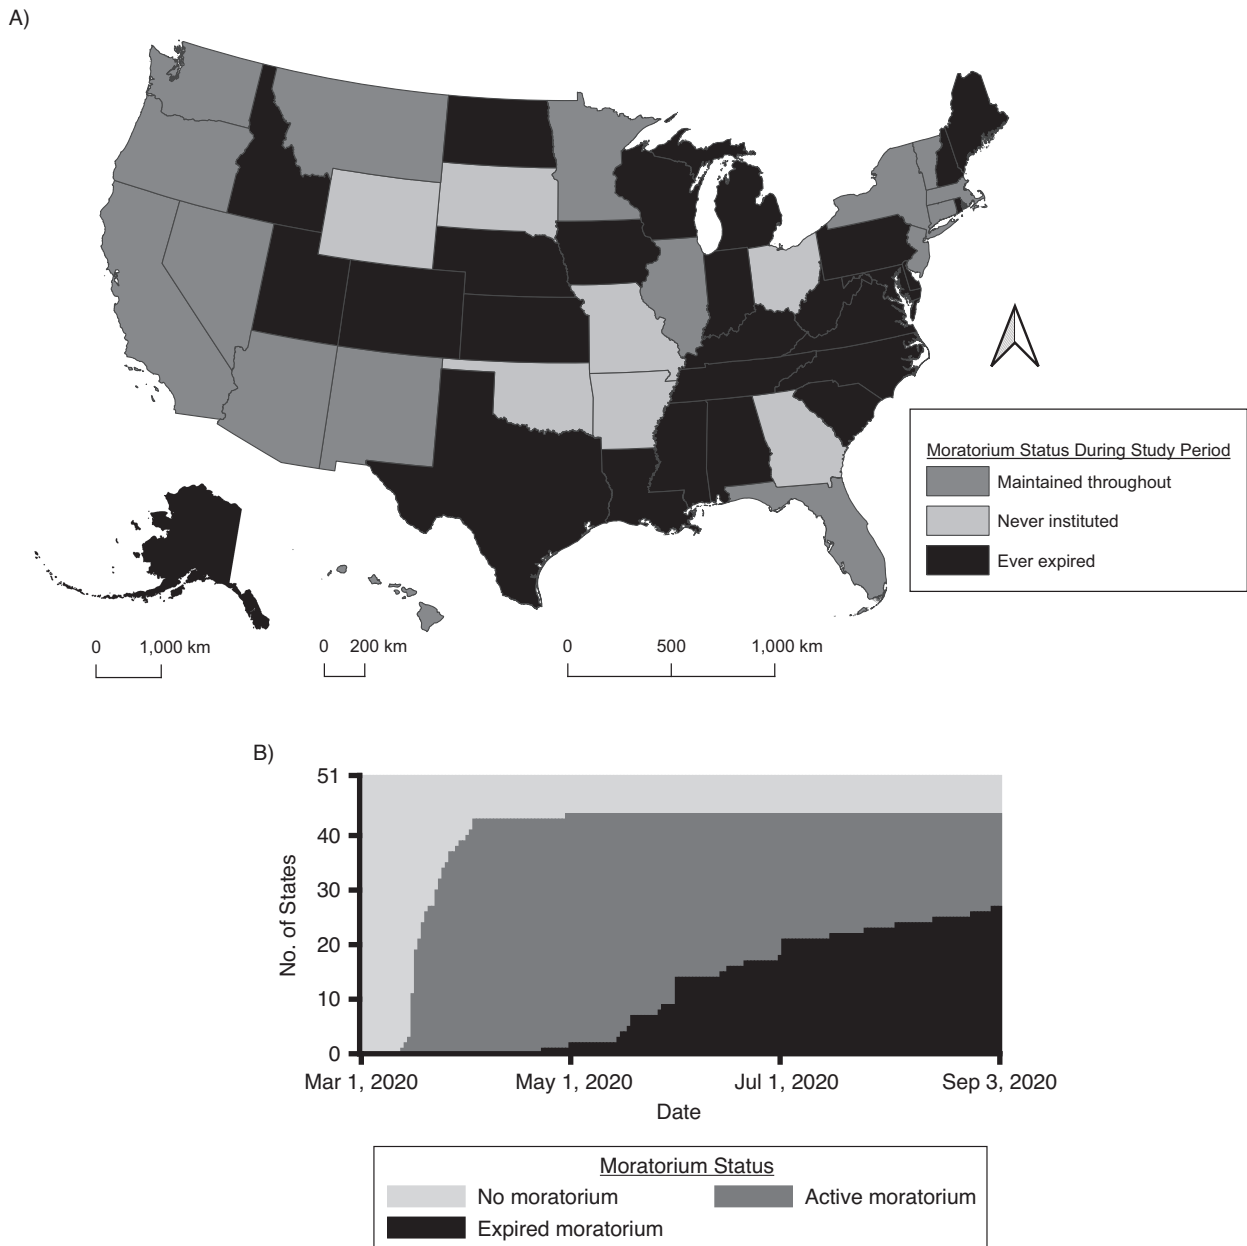 A)
Moratorium Status During Study Period
Maintained throughout
Never instituted
Ever expired
0 1,000 km
0 200 km
0 500 1,000 km
B)
51
40
30
20
10
0
No. of States
Mar 1, 2020 May 1, 2020 Jul 1, 2020 Sep 3, 2020
Date
Moratorium Status
No moratorium Active moratorium
Expired moratorium